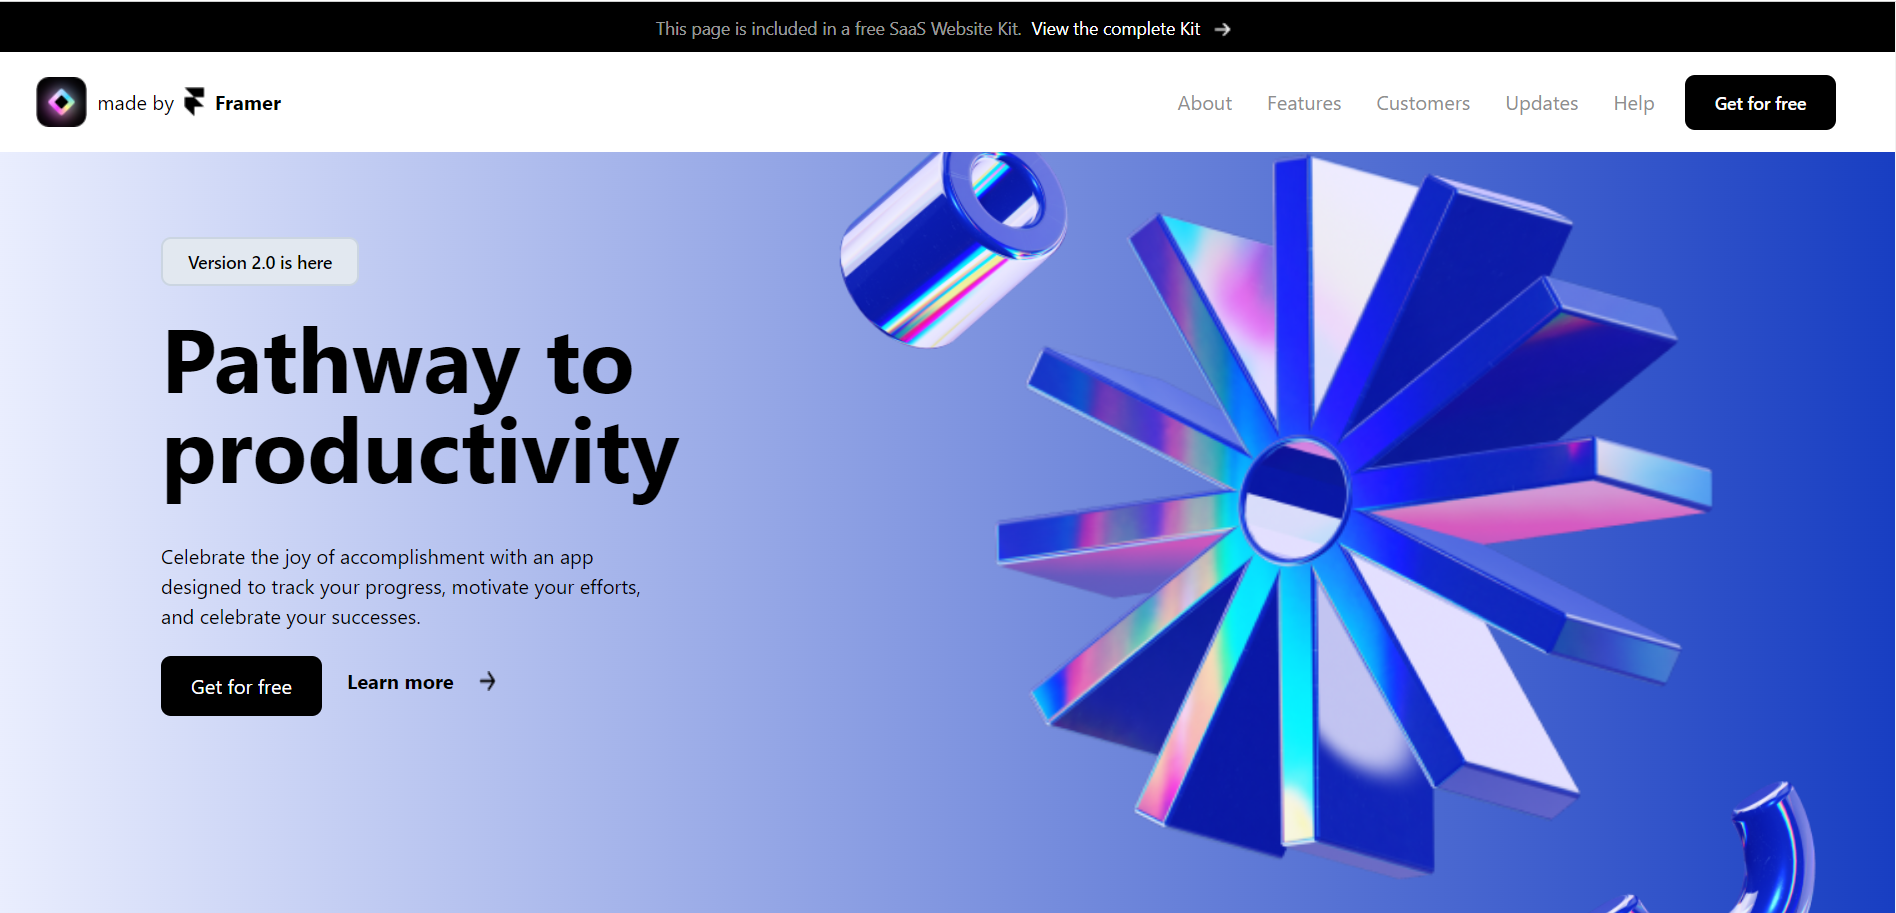 This page is included in a free SaaS Website Kit. View the complete Kit →
made by Framer
About Features Customers Updates Help Get for free
Version 2.0 is here
Pathway to
productivity
Celebrate the joy of accomplishment with an app
designed to track your progress, motivate your efforts,
and celebrate your successes.
Get for free Learn more →